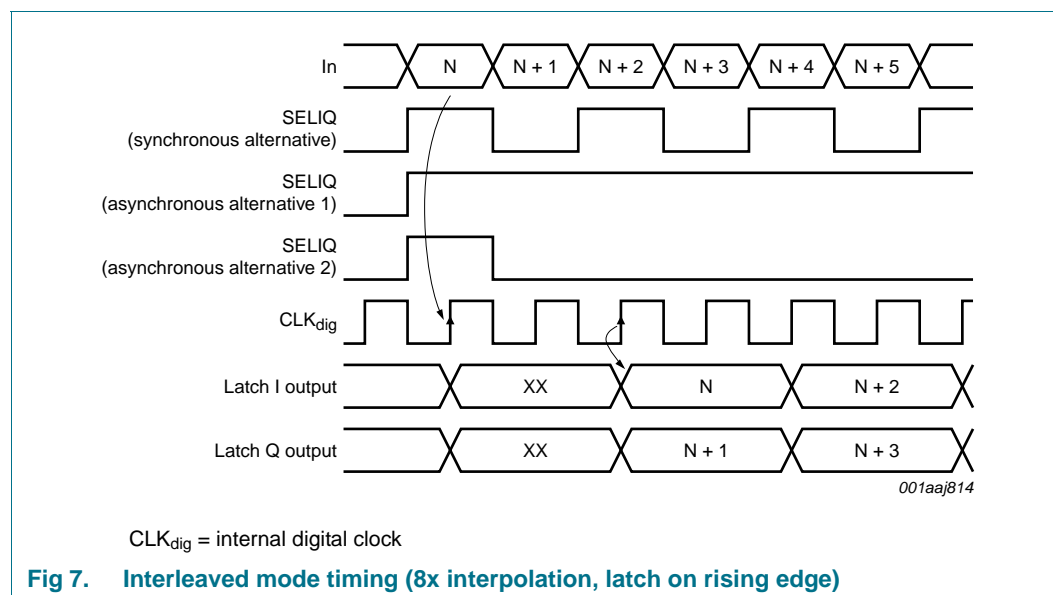 In N N + 1 N + 2 N + 3 N + 4 N + 5
SELIQ
(synchronous alternative)
SELIQ
(asynchronous alternative 1)
SELIQ
(asynchronous alternative 2)
CLKdig
Latch I output XX N N + 2
Latch Q output XX N + 1 N + 3
001aaj814
CLKdig = internal digital clock
Fig 7. Interleaved mode timing (8x interpolation, latch on rising edge)